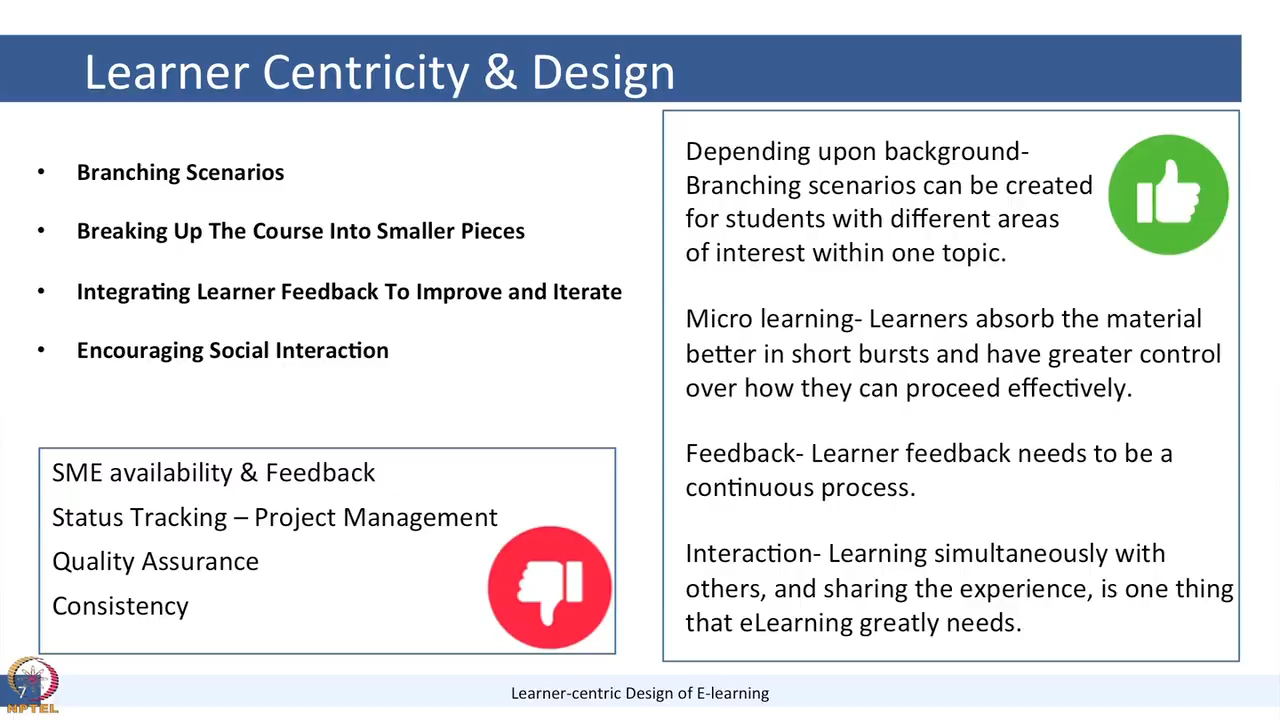 Learner Centricity & Design
• Branching Scenarios
• Breaking Up The Course Into Smaller Pieces
• Integrating Learner Feedback To Improve and Iterate
• Encouraging Social Interaction
SME availability & Feedback
Status Tracking – Project Management
Quality Assurance
Consistency
Depending upon background-
Branching scenarios can be created
for students with different areas
of interest within one topic.
Micro learning- Learners absorb the material
better in short bursts and have greater control
over how they can proceed effectively.
Feedback- Learner feedback needs to be a
continuous process.
Interaction- Learning simultaneously with
others, and sharing the experience, is one thing
that eLearning greatly needs.
7
NPTEL
Learner-centric Design of E-learning